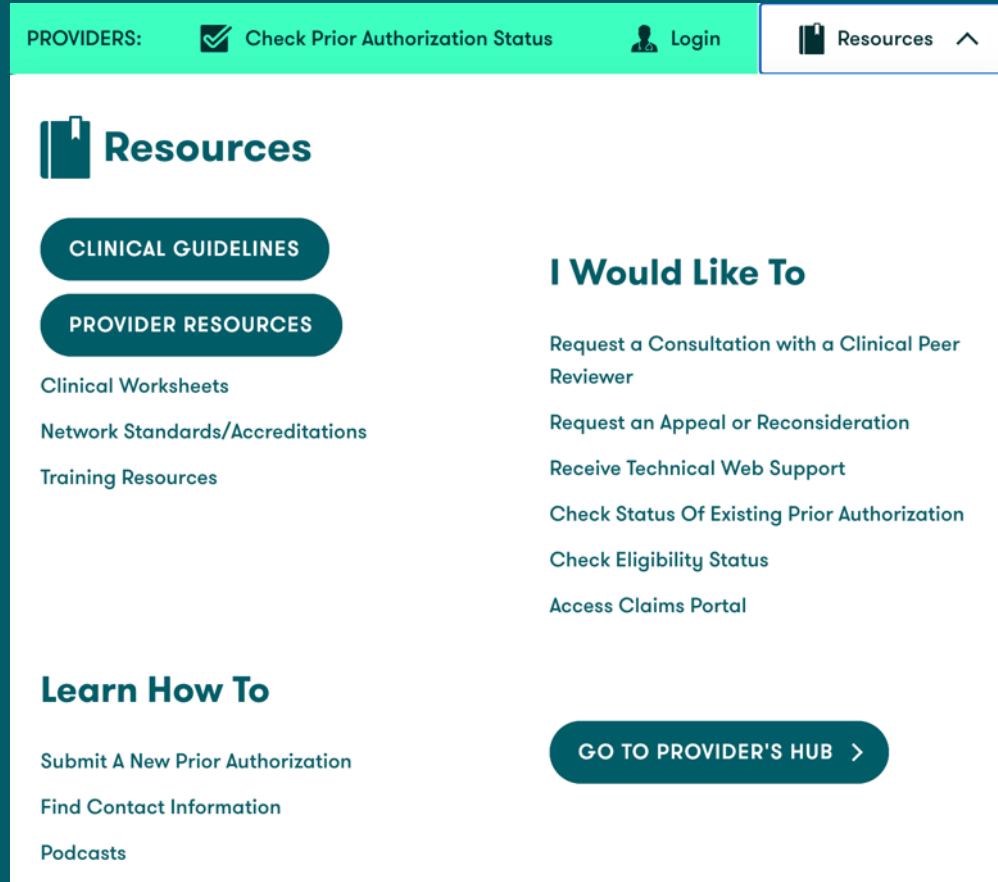 PROVIDERS: Check Prior Authorization Status Login Resources
Resources
CLINICAL GUIDELINES
PROVIDER RESOURCES
Clinical Worksheets
Network Standards/Accreditations
Training Resources
I Would Like To
Request a Consultation with a Clinical Peer
Reviewer
Request an Appeal or Reconsideration
Receive Technical Web Support
Check Status Of Existing Prior Authorization
Check Eligibility Status
Access Claims Portal
Learn How To
Submit A New Prior Authorization
Find Contact Information
Podcasts
GO TO PROVIDER'S HUB